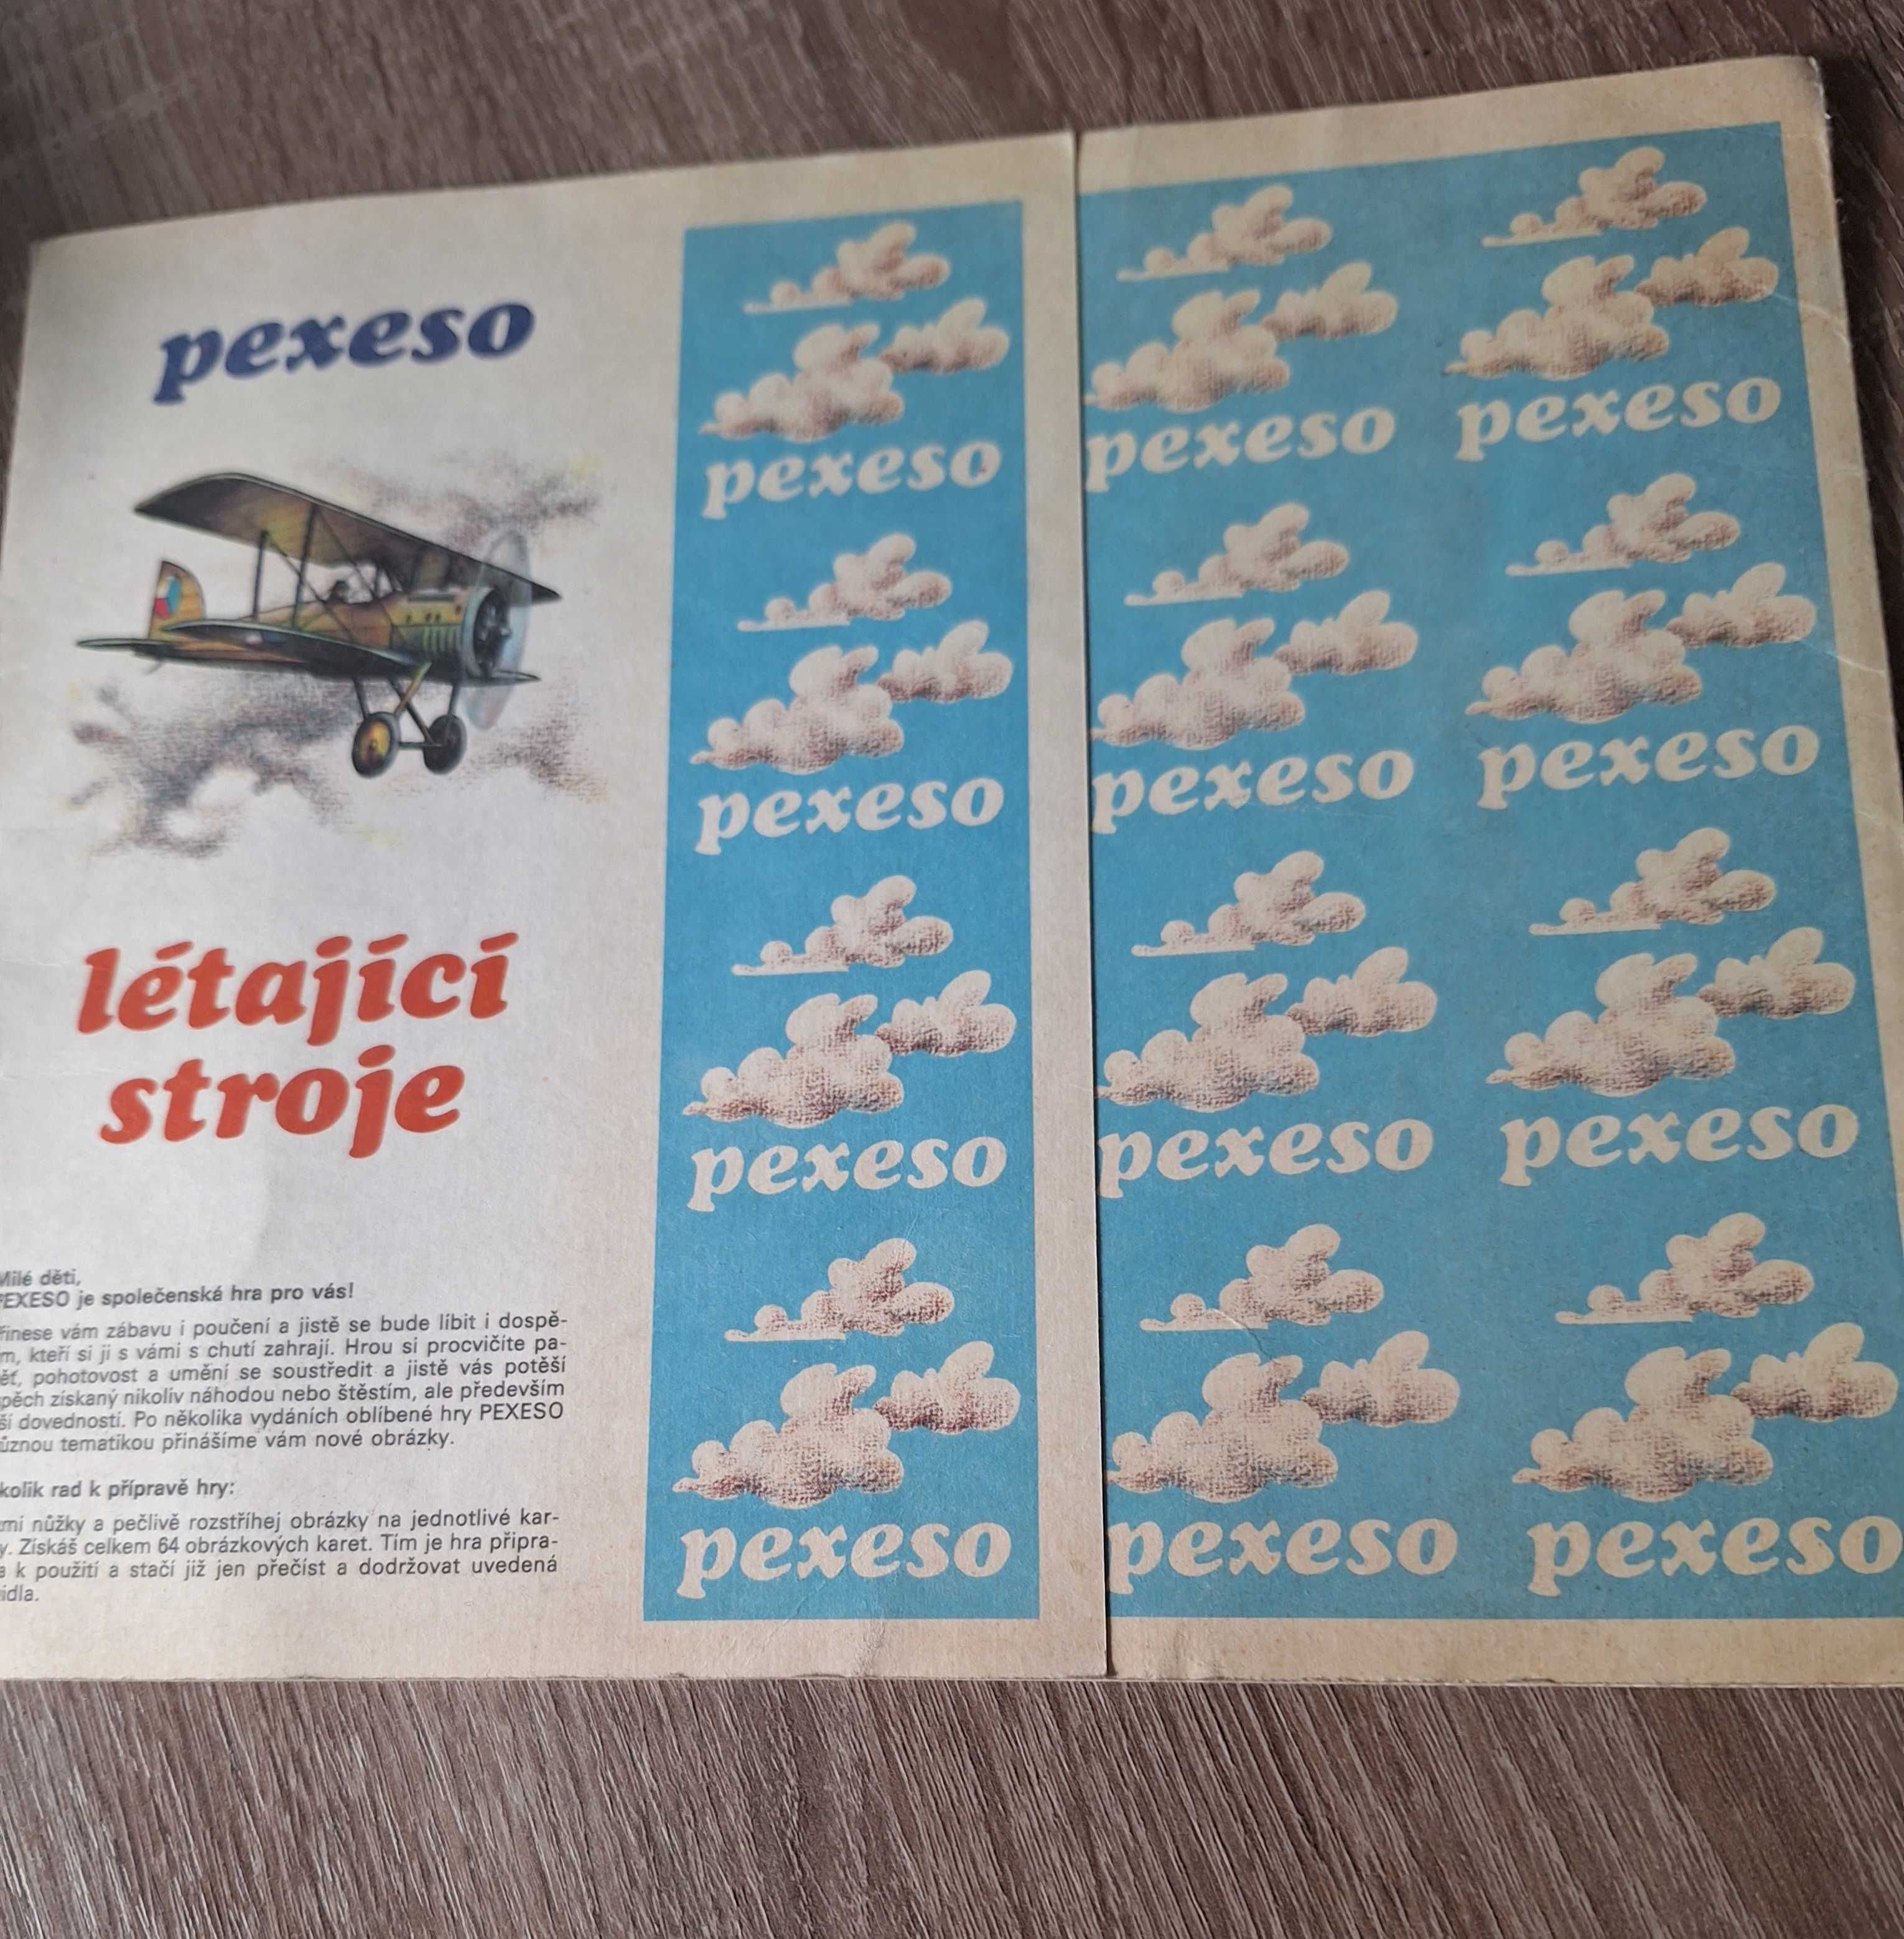 pexeso
létající
stroje
Milé děti,
PEXESO je společenská hra pro vás!
řinese vám zábavu i poučení a jistě se bude líbit i dospě-
m, kteří si ji s vámi s chutí zahrají. Hrou si procvičíte pa-
ěť, pohotovost a umění se soustředit a jistě vás potěší
pěch získaný nikoliv náhodou nebo štěstím, ale především
ší dovedností. Po několika vydáních oblíbené hry PEXESO
ůznou tematikou přinášíme vám nové obrázky.
kolik rad k přípravě hry:
mi nůžky a pečlivě rozstříhej obrázky na jednotlivé kar-
y. Získáš celkem 64 obrázkových karet. Tím je hra připra-
a k použití a stačí již jen přečíst a dodržovat uvedená
idla.
pexeso pexeso pexeso
pexeso pexeso pexeso
pexeso pexeso pexeso
pexeso pexeso pexeso